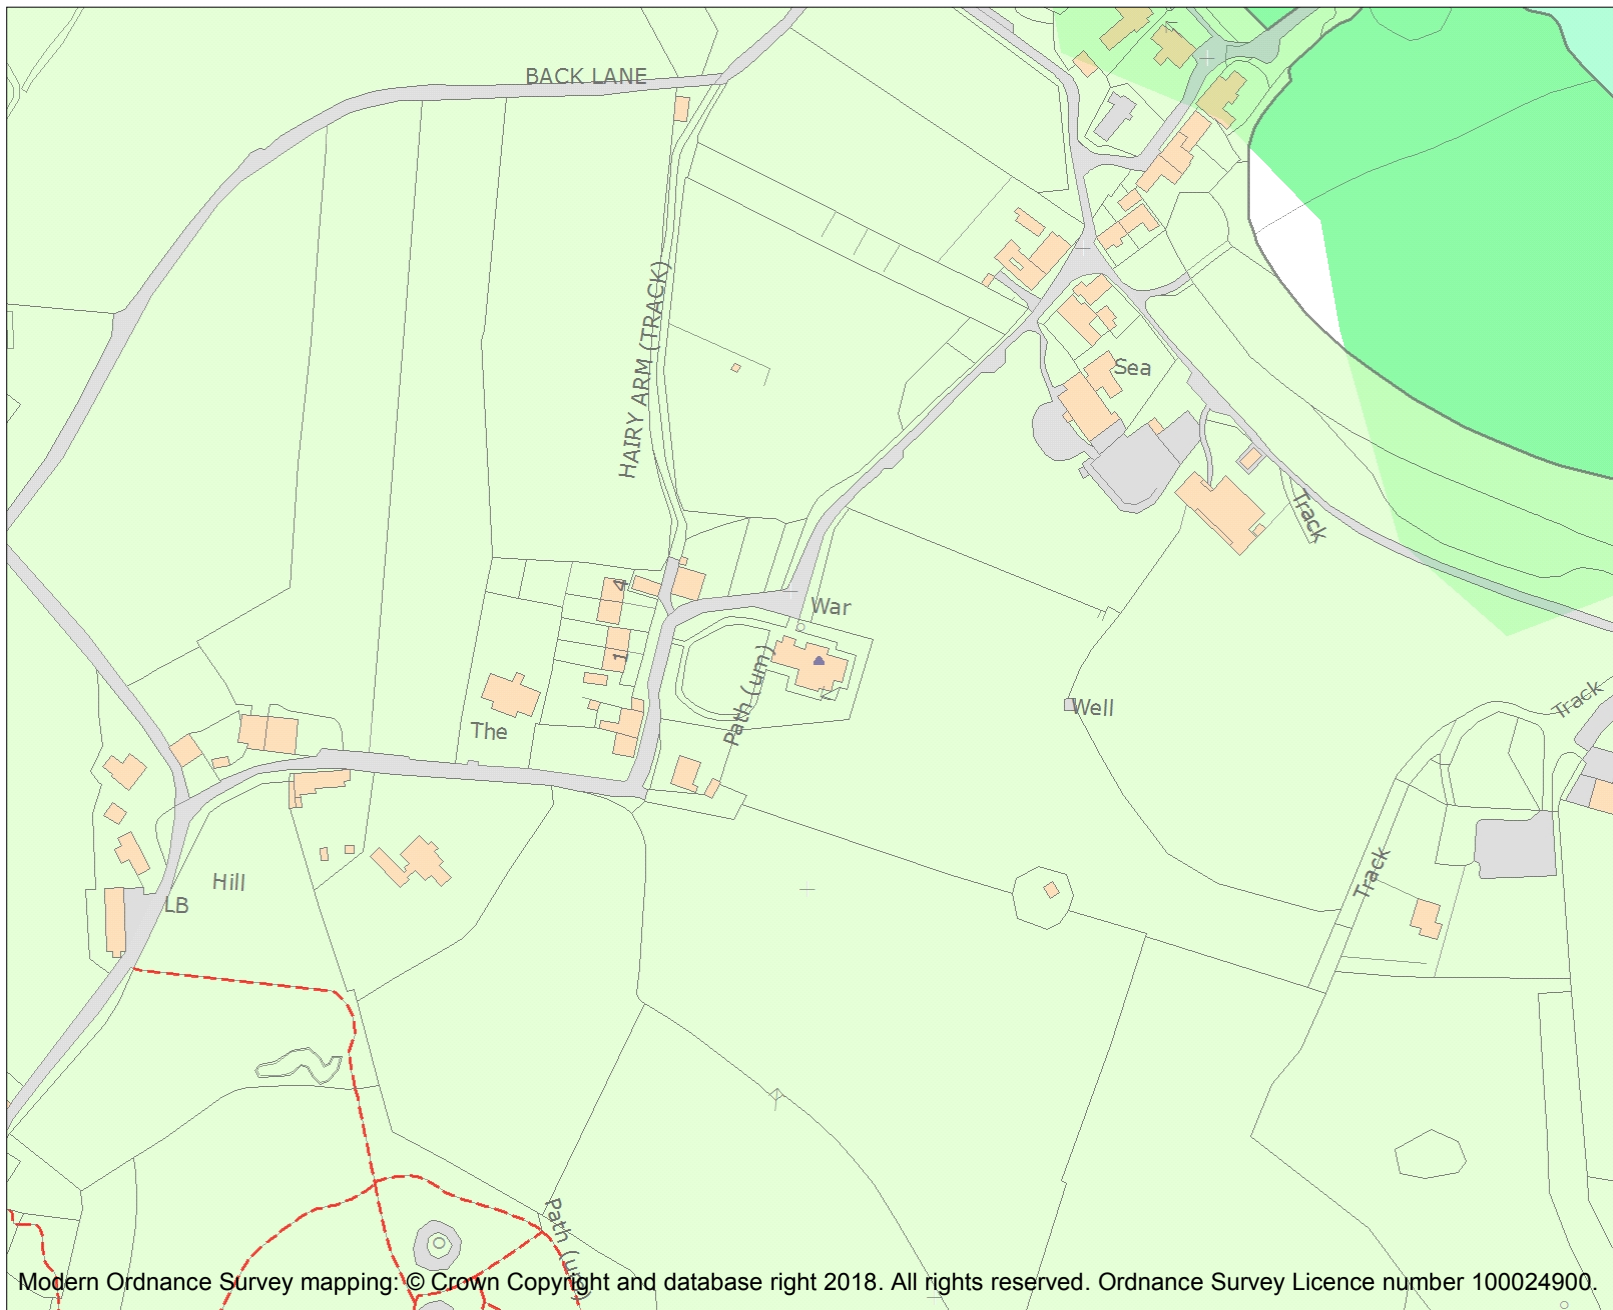 BACK LANE
HAIRY ARM (TRACK)
Sea
Track
4
War
1
Path (um)
The
Well
Track
Track
Hill
LB
Path (um)
Modern Ordnance Survey mapping: © Crown Copyright and database right 2018. All rights reserved. Ordnance Survey Licence number 100024900.